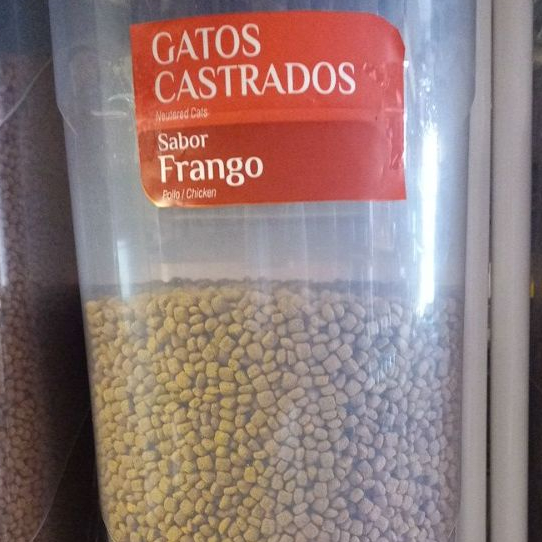 GATOS
CASTRADOS
Neutered Cats
Sabor
Frango
Pollo / Chicken